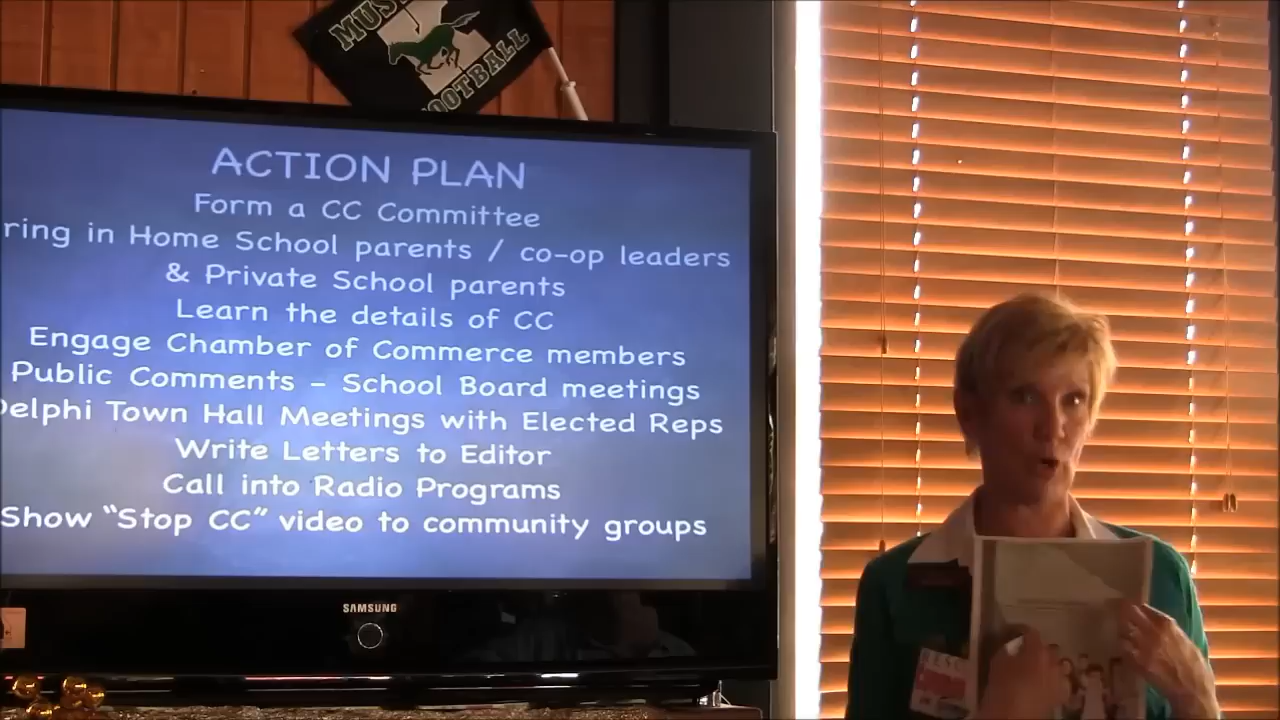 MUS
FOOTBALL
ACTION PLAN
Form a CC Committee
ring in Home School parents / co-op leaders
& Private School parents
Learn the details of CC
Engage Chamber of Commerce members
Public Comments - School Board meetings
Delphi Town Hall Meetings with Elected Reps
Write Letters to Editor
Call into Radio Programs
Show “Stop CC” video to community groups
SAMSUNG